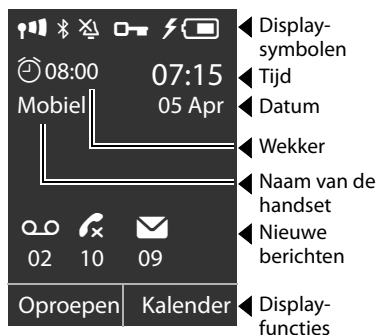 Display-
symbolen
08:00 07:15
Tijd
Mobiel 05 Apr
Datum
Wekker
Naam van de
handset
Nieuwe
berichten
02 10 09
Oproepen Kalender
Display-
functies